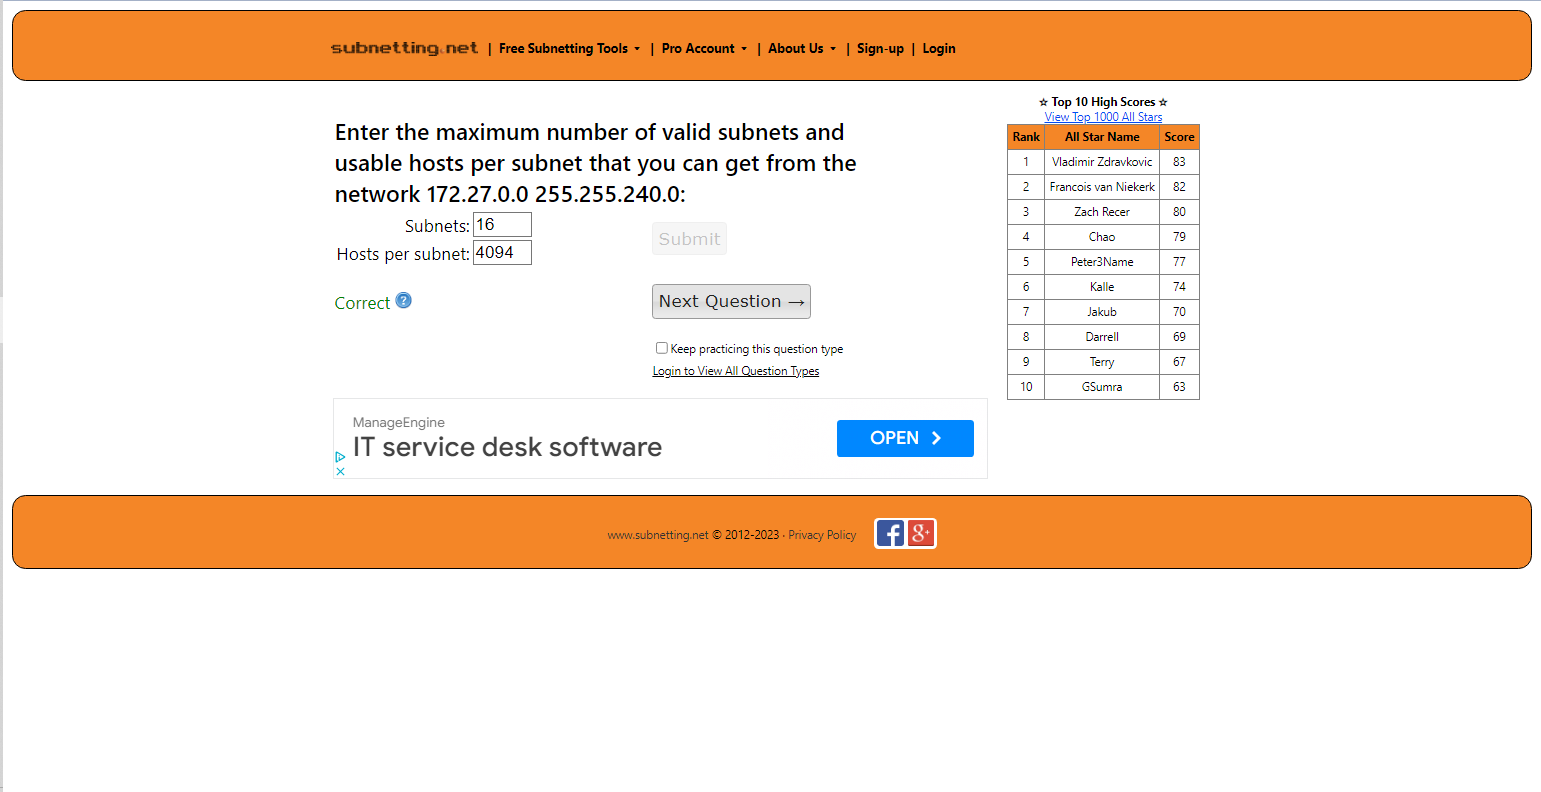 subnetting.net | Free Subnetting Tools | Pro Account | About Us | Sign-up | Login
Enter the maximum number of valid subnets and
usable hosts per subnet that you can get from the
network 172.27.0.0 255.255.240.0:
Subnets: 16
Hosts per subnet: 4094
Submit
Correct ?
Next Question →
Keep practicing this question type
Login to View All Question Types
☆ Top 10 High Scores ☆
View Top 1000 All Stars
Rank All Star Name Score
1 Vladimir Zdravkovic 83
2 Francois van Niekerk 82
3 Zach Recer 80
4 Chao 79
5 Peter3Name 77
6 Kalle 74
7 Jakub 70
8 Darrell 69
9 Terry 67
10 GSumra 63
ManageEngine
IT service desk software
OPEN
www.subnetting.net © 2012-2023 · Privacy Policy
f g+